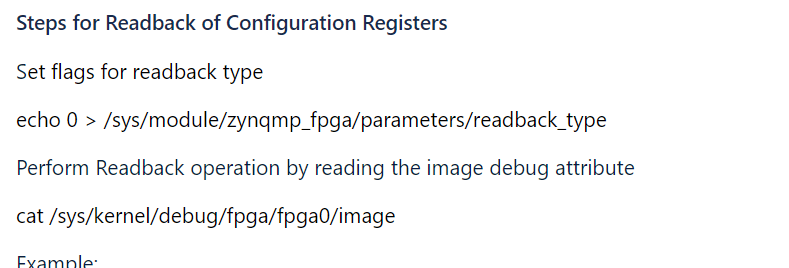 Steps for Readback of Configuration Registers
Set flags for readback type
echo 0 > /sys/module/zynqmp_fpga/parameters/readback_type
Perform Readback operation by reading the image debug attribute
cat /sys/kernel/debug/fpga/fpga0/image
Example: